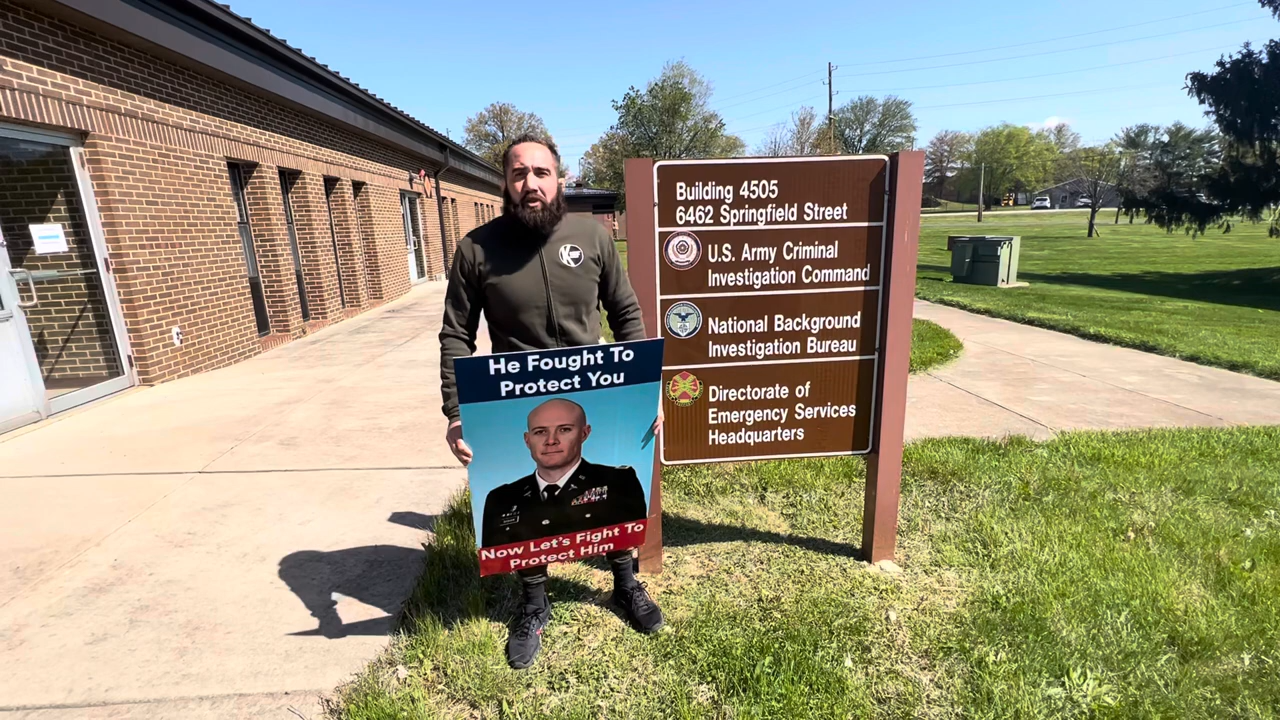 Building 4505
6462 Springfield Street
U.S. Army Criminal
Investigation Command
National Background
Investigation Bureau
Directorate of
Emergency Services
Headquarters
He Fought To
Protect You
Now Let's Fight To
Protect Him